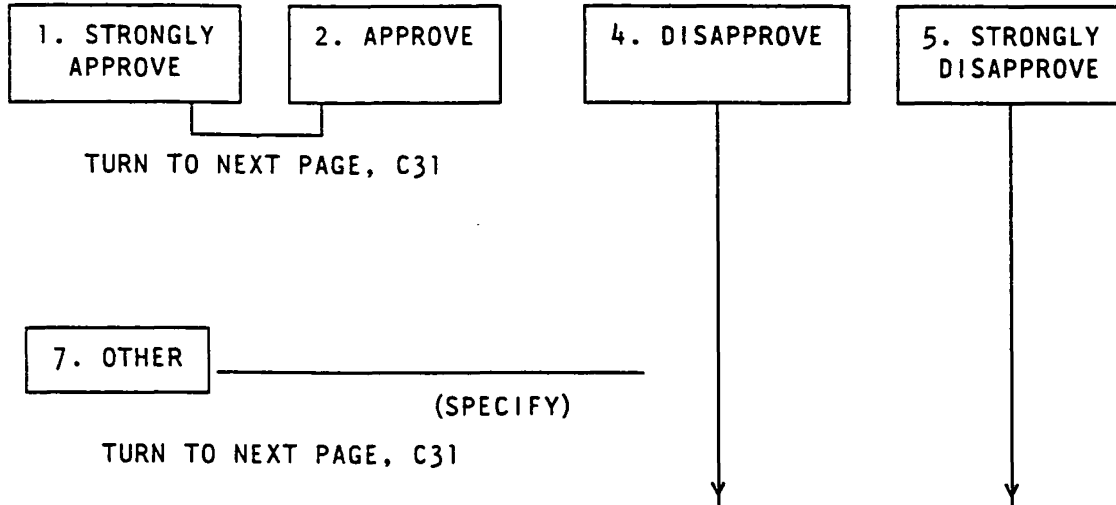 1. STRONGLY
APPROVE
2. APPROVE
4. DISAPPROVE
5. STRONGLY
DISAPPROVE
TURN TO NEXT PAGE, C31
7. OTHER
(SPECIFY)
TURN TO NEXT PAGE, C31